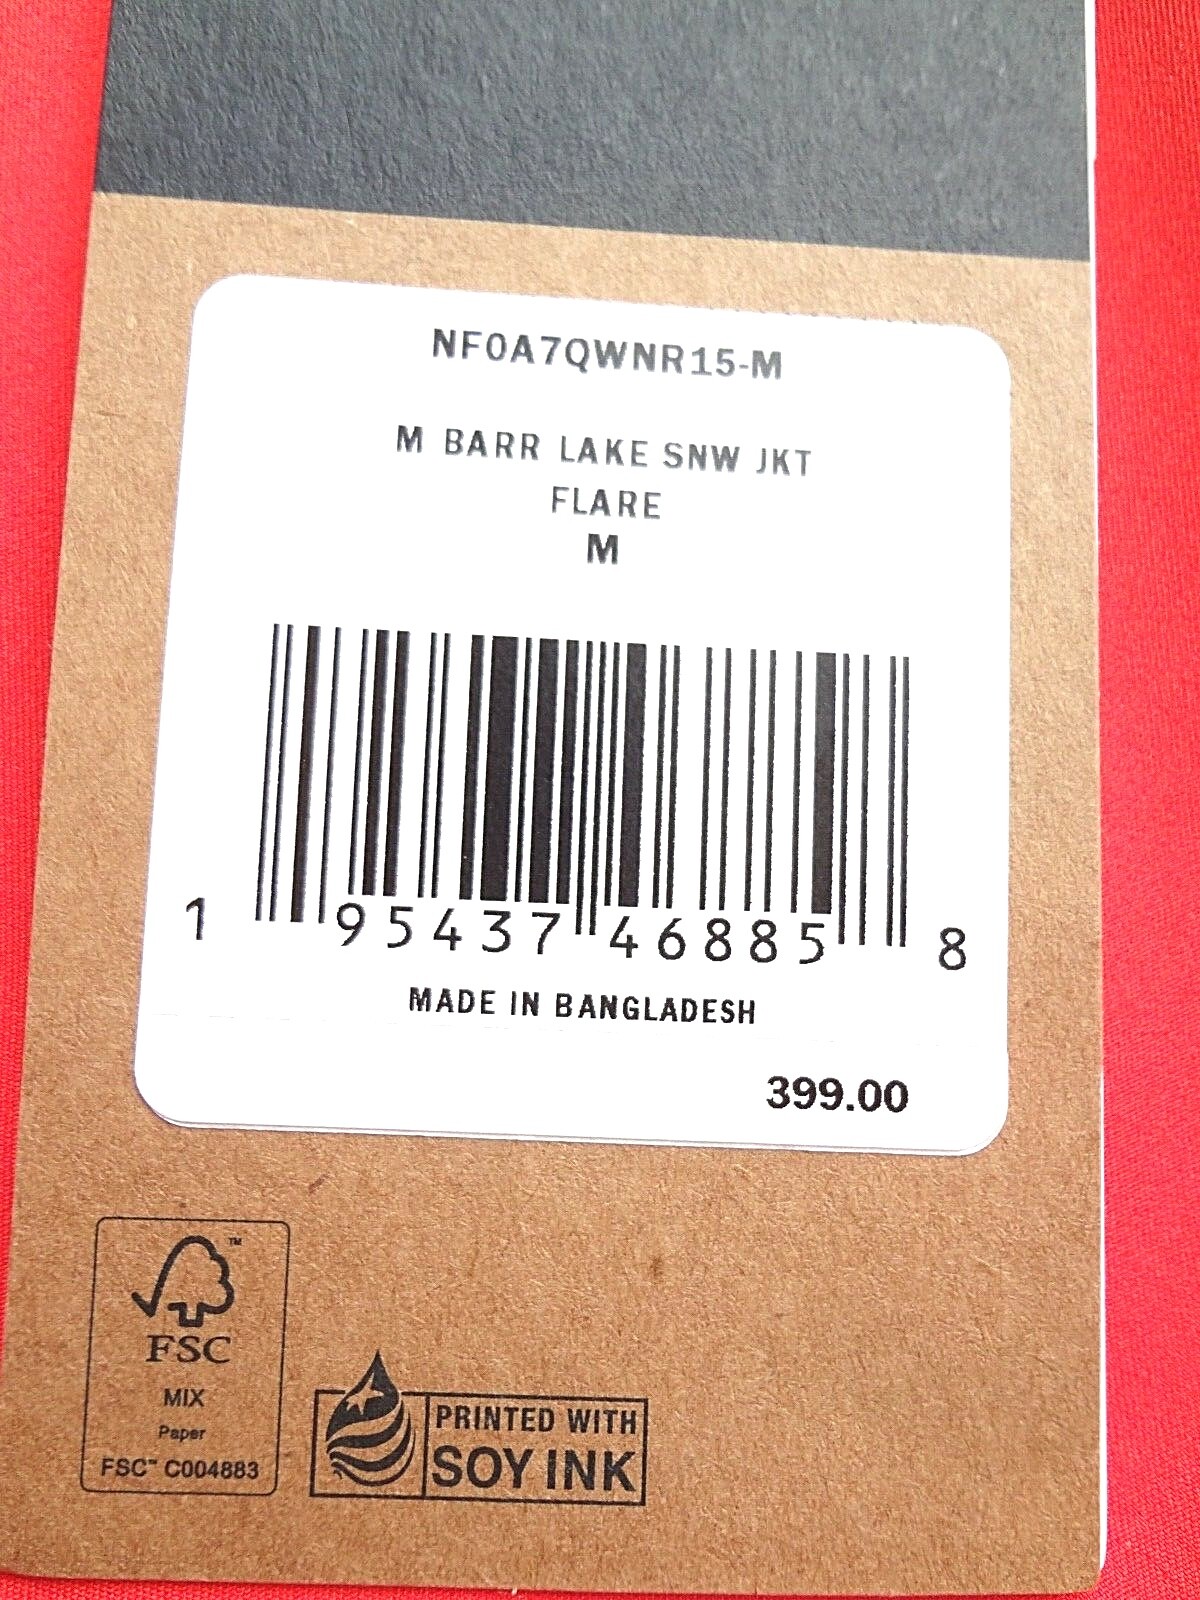 NF0A7QWNR15-M
M BARR LAKE SNW JKT
FLARE
M
1 95437 46885 8
MADE IN BANGLADESH
399.00
™
FSC
MIX
Paper
FSC™ C004883
PRINTED WITH
SOY INK